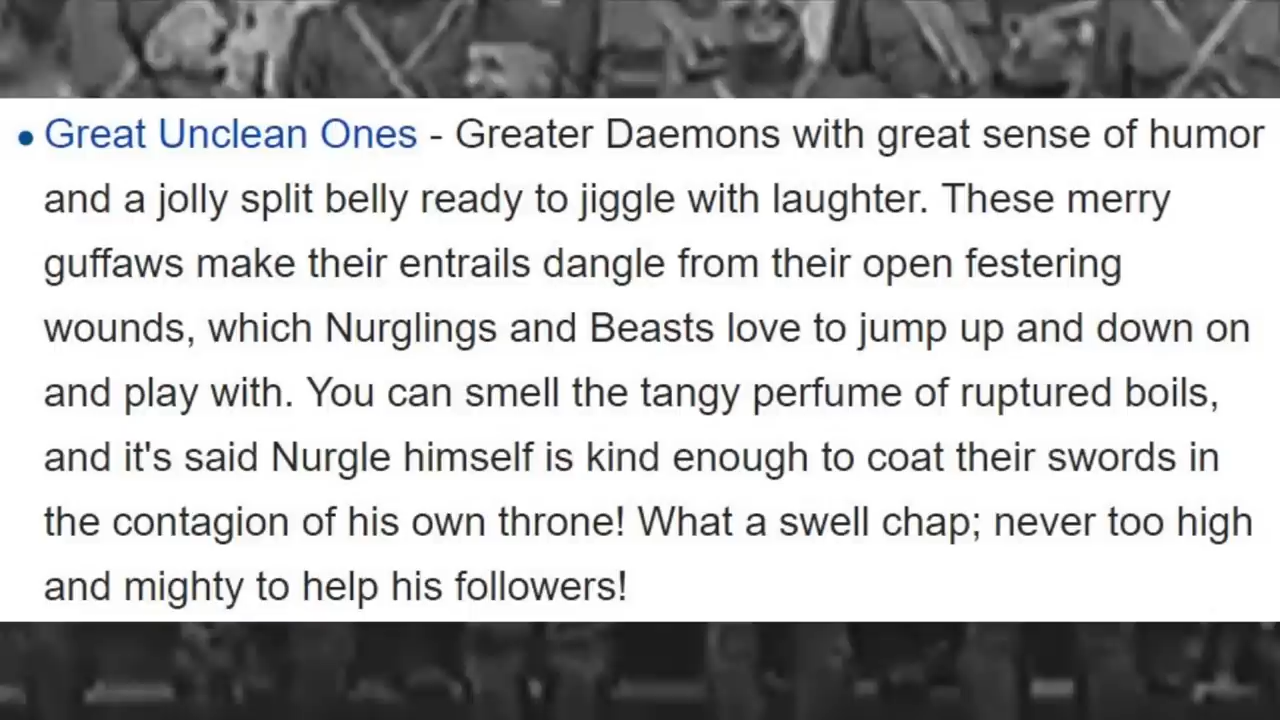 • Great Unclean Ones - Greater Daemons with great sense of humor
and a jolly split belly ready to jiggle with laughter. These merry
guffaws make their entrails dangle from their open festering
wounds, which Nurglings and Beasts love to jump up and down on
and play with. You can smell the tangy perfume of ruptured boils,
and it's said Nurgle himself is kind enough to coat their swords in
the contagion of his own throne! What a swell chap; never too high
and mighty to help his followers!